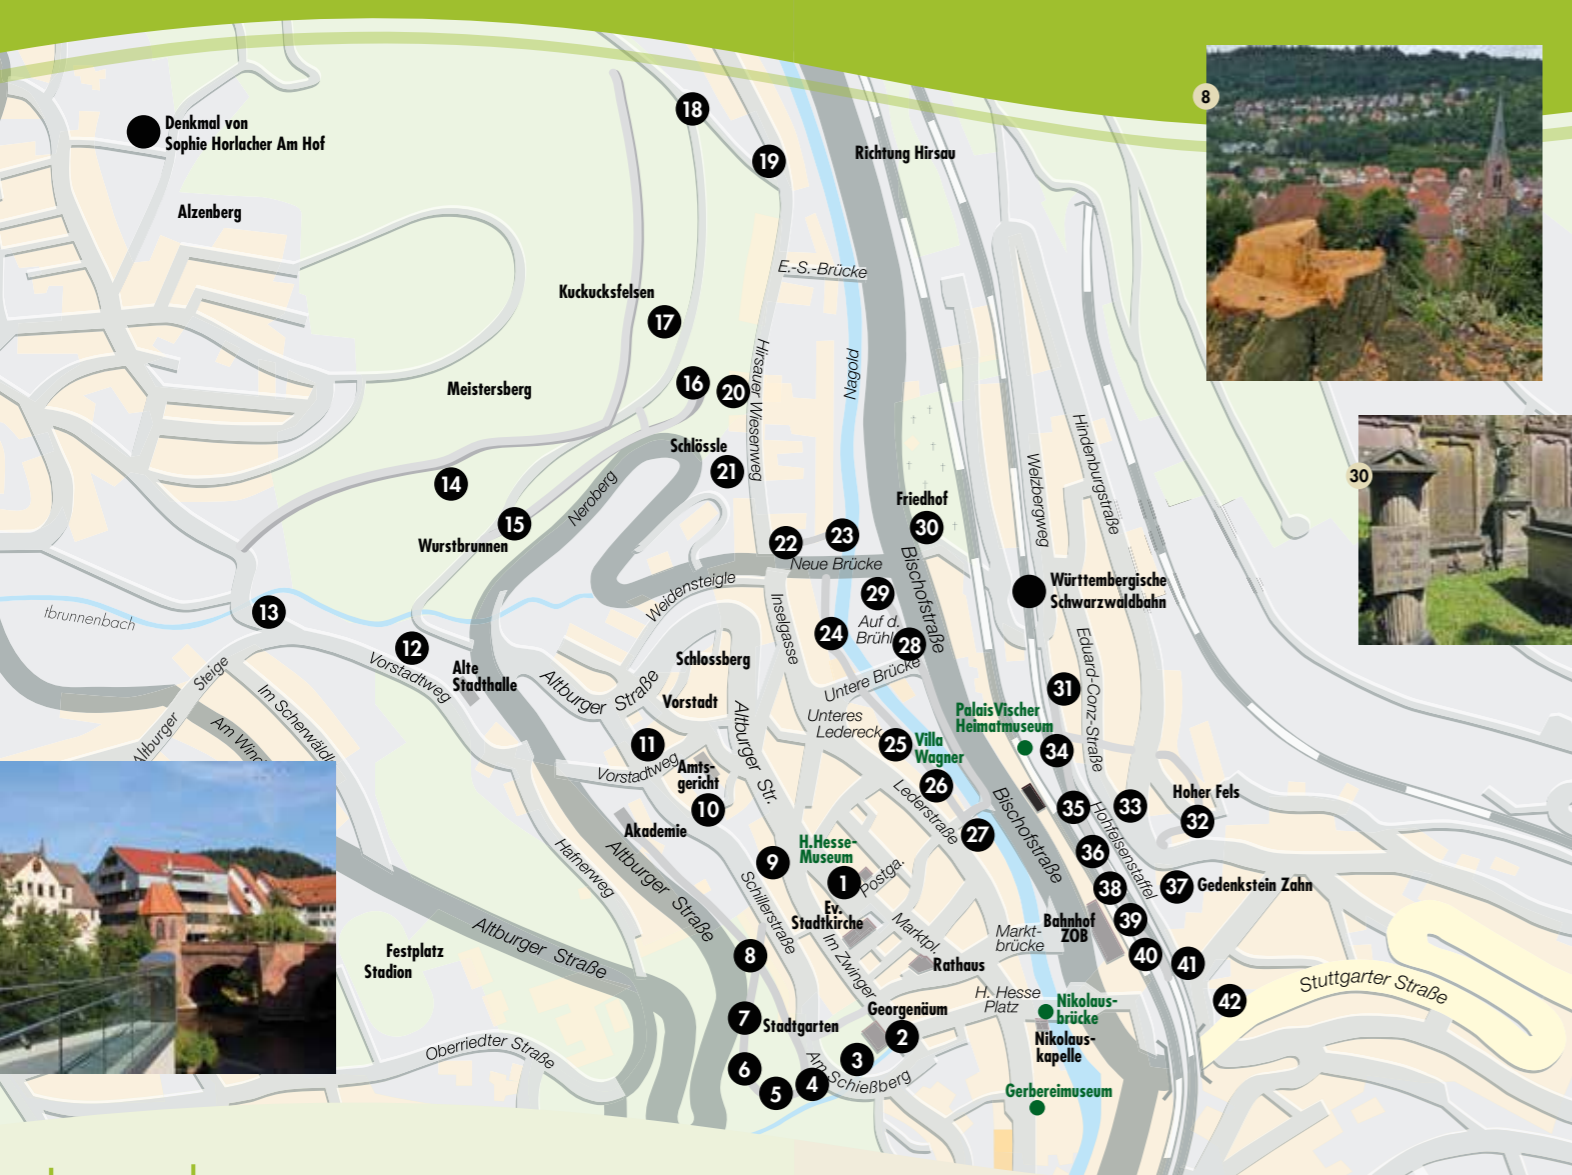 Denkmal von
Sophie Horlacher Am Hof
Alzenberg
18
19
Richtung Hirsau
8
E.-S.-Brücke
Kuckucksfelsen
17
Nagold
Hirsauer Wiesenweg
16
20
Meistersberg
Schlössle
21
14
15
Wurstbrunnen
Neroberg
Friedhof
30
30
Welzbergweg
Hindenburgstraße
22
23
Neue Brücke
Bischofstraße
Weidensteigle
Württembergische
Schwarzwaldbahn
tbrunnenbach
13
12
Vorstadtweg
Alte
Stadthalle
Steige
Altburger
Im Scherwäldl
Am Wind
Altburger Straße
Schlossberg
Vorstadt
Inselgasse
24
29
Auf d.
Brühl
28
Untere Brücke
Unteres
Ledereck
25
Villa
Wagner
26
Palais Vischer
Heimatmuseum
31
34
Eduard-Conz-Straße
11
Vorstadtweg
Amts-
gericht
10
Akademie
Altburger Str.
Lederstraße
27
Bischofstraße
35
33
Hoher Fels
32
Hohfelsenstaffel
36
37
Gedenkstein Zahn
38
Hafnerweg
Altburger Straße
9
H.Hesse-
Museum
1
Postga.
Ev.
Stadtkirche
Schillerstraße
Im Zwinger
Marktpl.
Rathaus
Markt-
brücke
Bahnhof
ZOB
39
40
41
42
Stuttgarter Straße
Altburger Straße
Festplatz
Stadion
8
7
Stadtgarten
Georgenäum
2
H. Hesse
Platz
Nikolaus-
brücke
Nikolaus-
kapelle
Oberriedter Straße
6
5
4
3
Am Schießberg
Gerbereimuseum